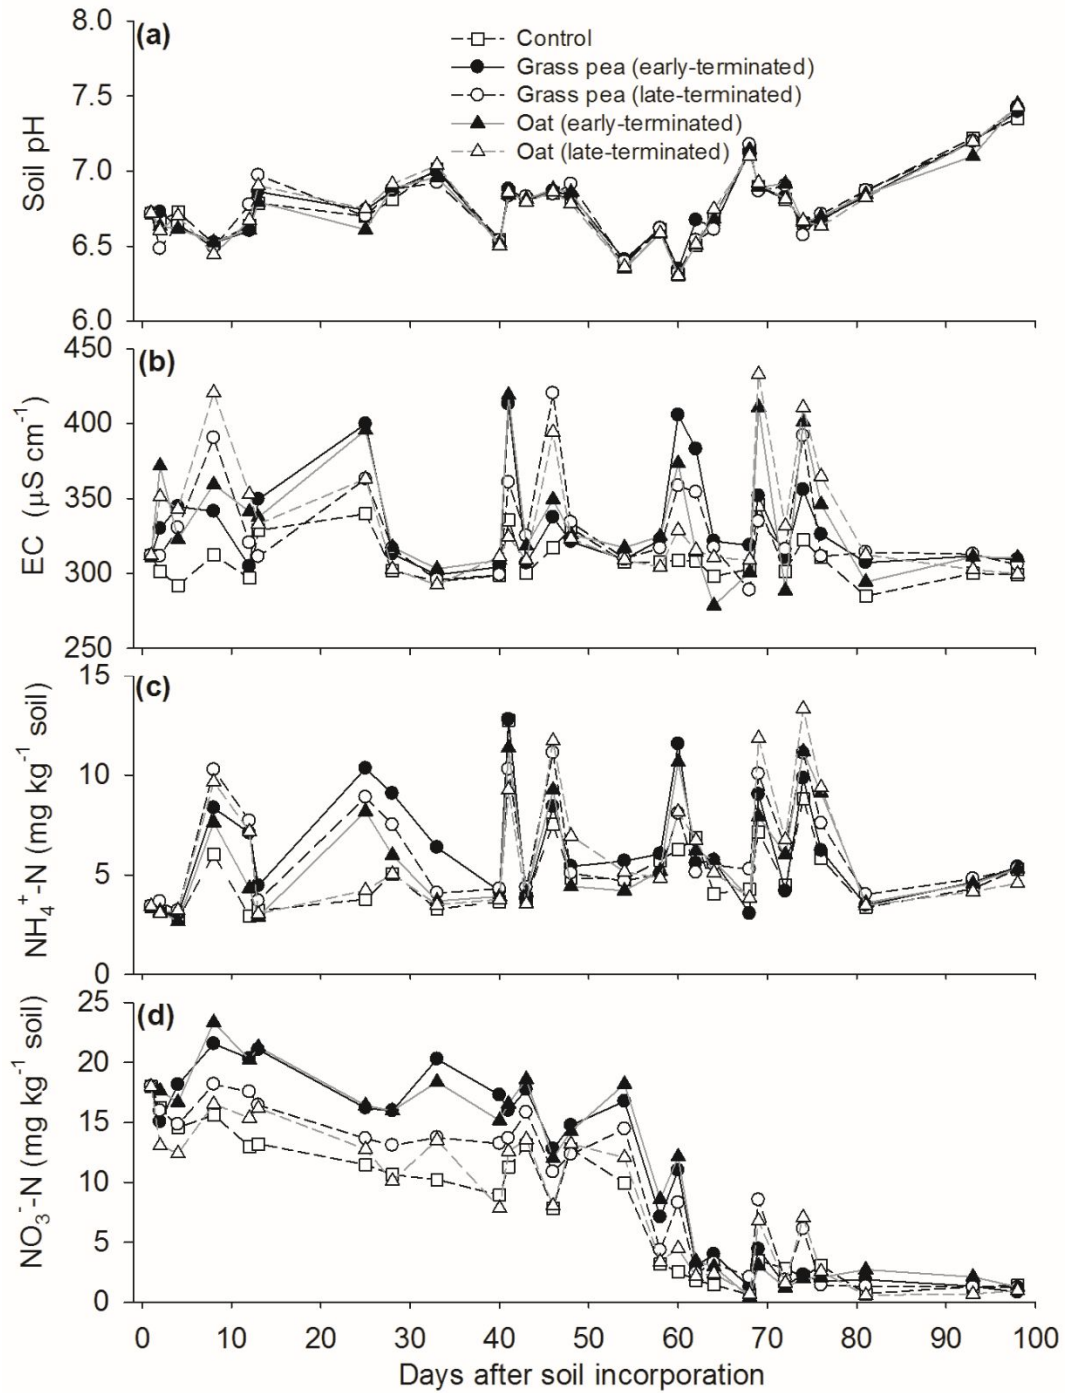 (a)
Control
Grass pea (early-terminated)
Grass pea (late-terminated)
Oat (early-terminated)
Oat (late-terminated)
8.0
7.5
7.0
6.5
6.0
Soil pH
(b)
450
400
350
300
250
EC (μS cm⁻¹)
(c)
15
10
5
0
NH₄⁺-N (mg kg⁻¹ soil)
(d)
25
20
15
10
5
0
NO₃⁻-N (mg kg⁻¹ soil)
0 10 20 30 40 50 60 70 80 90 100
Days after soil incorporation